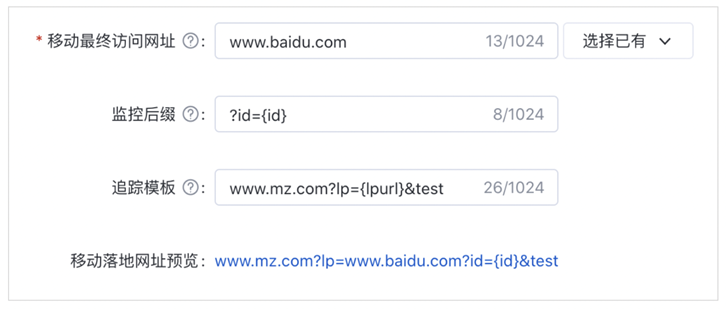 * 移动最终访问网址 ?: www.baidu.com 13/1024 选择已有
监控后缀 ?: ?id={id} 8/1024
追踪模板 ?: www.mz.com?lp={lpurl}&test 26/1024
移动落地网址预览: www.mz.com?lp=www.baidu.com?id={id}&test